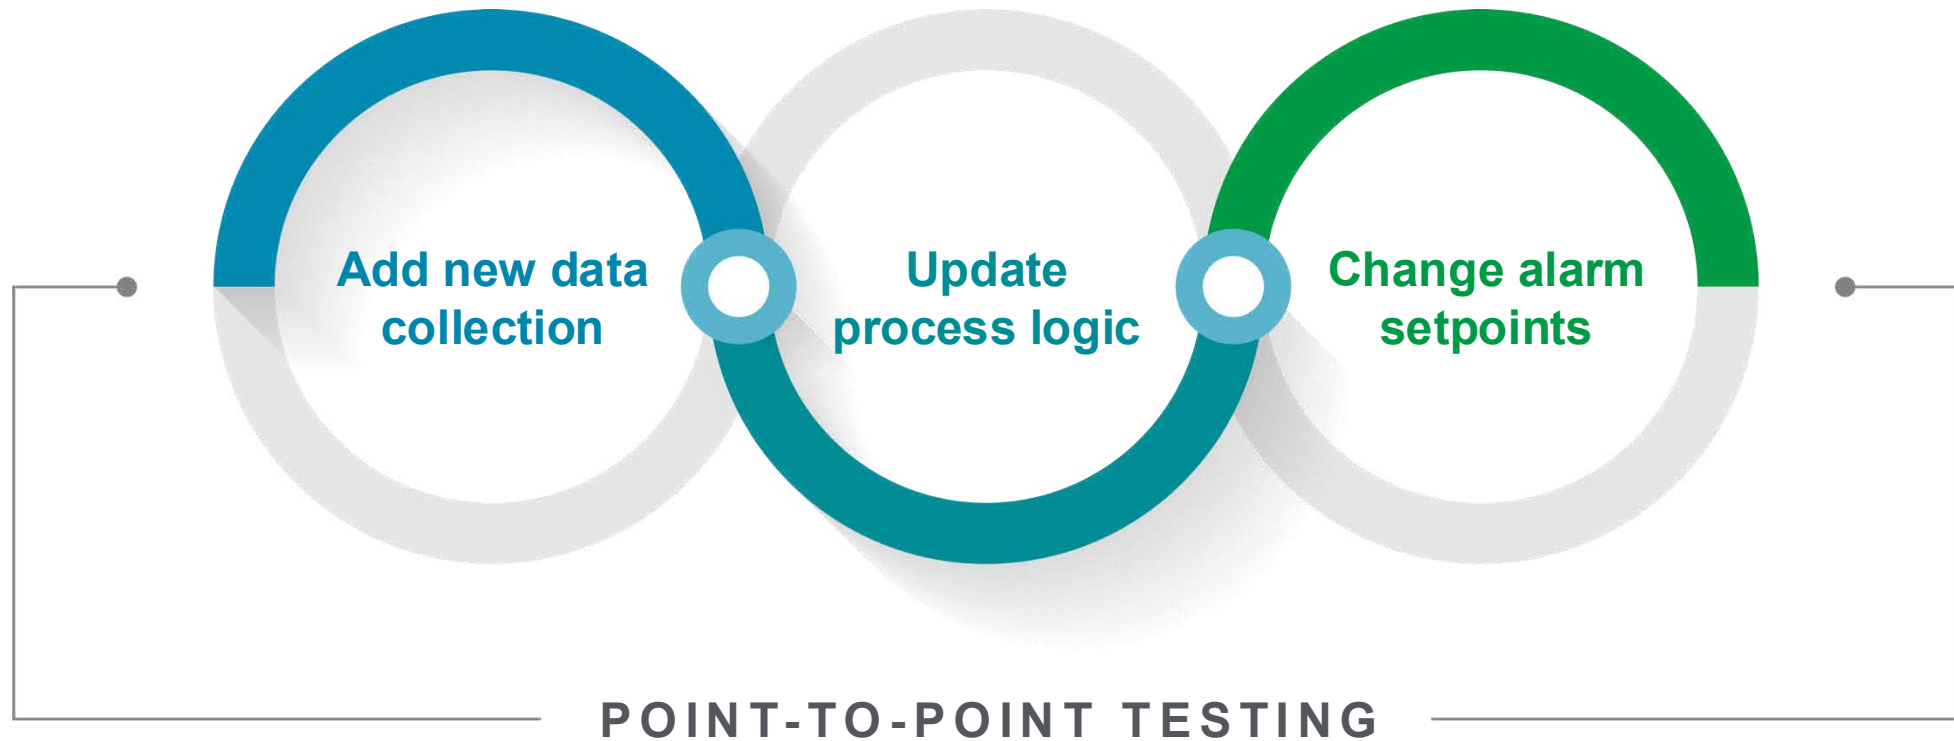 Add new data
collection
Update
process logic
Change alarm
setpoints
POINT-TO-POINT TESTING